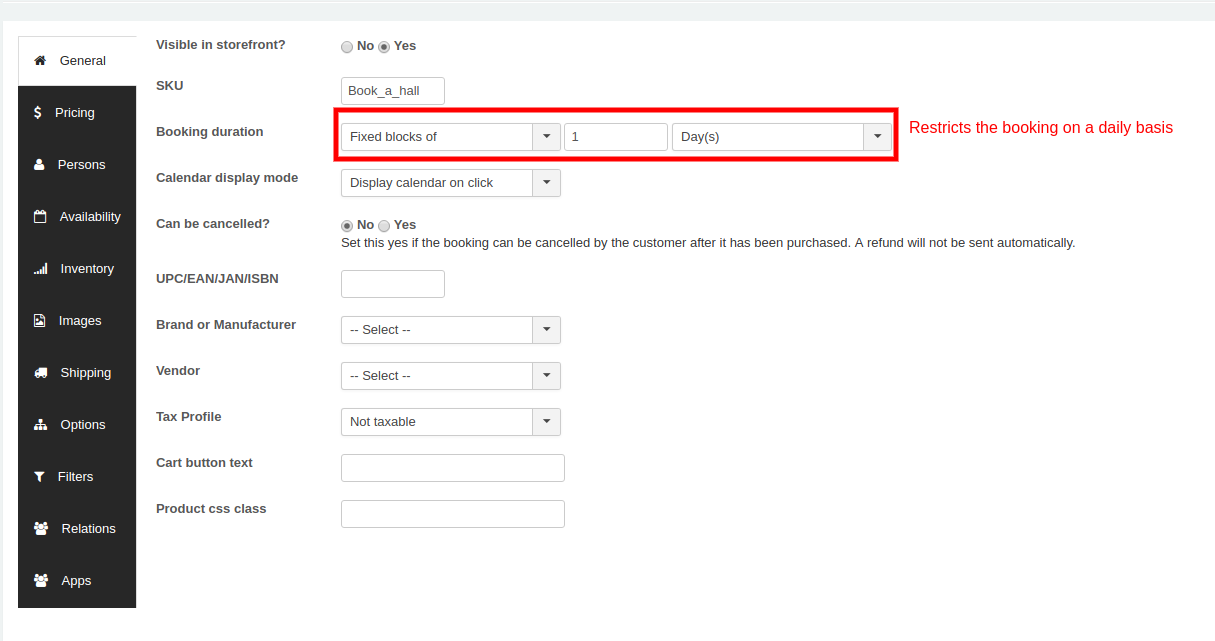 General
Pricing
Persons
Availability
Inventory
Images
Shipping
Options
Filters
Relations
Apps
Visible in storefront? No Yes
SKU Book_a_hall
Booking duration Fixed blocks of 1 Day(s) Restricts the booking on a daily basis
Calendar display mode Display calendar on click
Can be cancelled? No Yes
Set this yes if the booking can be cancelled by the customer after it has been purchased. A refund will not be sent automatically.
UPC/EAN/JAN/ISBN
Brand or Manufacturer -- Select --
Vendor -- Select --
Tax Profile Not taxable
Cart button text
Product css class